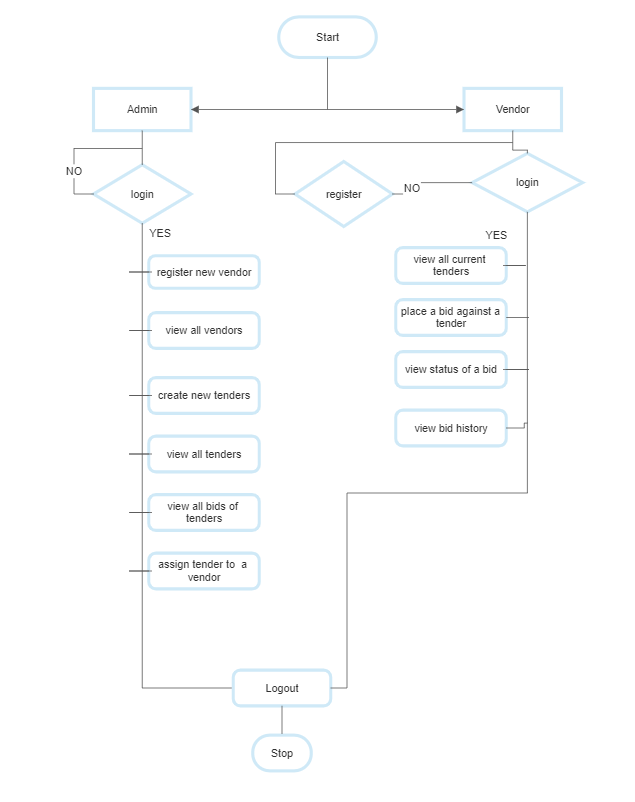 Start
Admin
Vendor
NO
login
register
NO
login
YES
YES
register new vendor
view all vendors
create new tenders
view all tenders
view all bids of
tenders
assign tender to  a
vendor
view all current
tenders
place a bid against a
tender
view status of a bid
view bid history
Logout
Stop